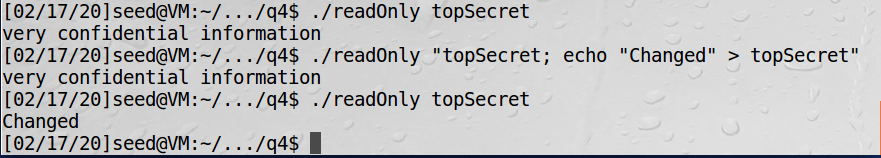 [02/17/20]seed@VM:~/.../q4$ ./readOnly topSecret
very confidential information
[02/17/20]seed@VM:~/.../q4$ ./readOnly "topSecret; echo "Changed" > topSecret"
very confidential information
[02/17/20]seed@VM:~/.../q4$ ./readOnly topSecret
Changed
[02/17/20]seed@VM:~/.../q4$